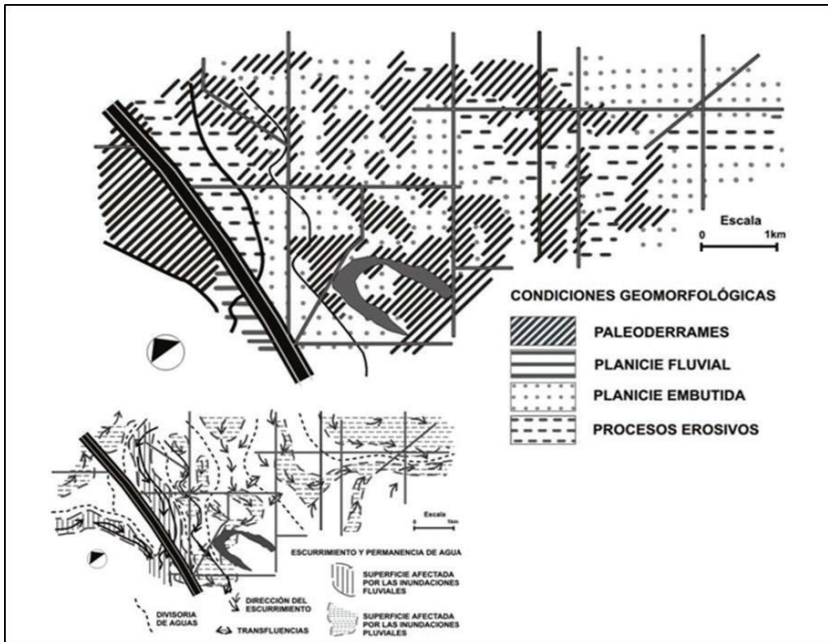 Escala
0 1km
CONDICIONES GEOMORFOLÓGICAS
PALEODERRAMES
PLANICIE FLUVIAL
PLANICIE EMBUTIDA
PROCESOS EROSIVOS
Escala
0 1km
ESCURRIMIENTO Y PERMANENCIA DE AGUA
SUPERFICIE AFECTADA
POR LAS INUNDACIONES
FLUVIALES
DIVISORIA
DE AGUAS
DIRECCIÓN DEL
ESCURRIMIENTO
TRANSFLUENCIAS
SUPERFICIE AFECTADA
POR LAS INUNDACIONES
PLUVIALES